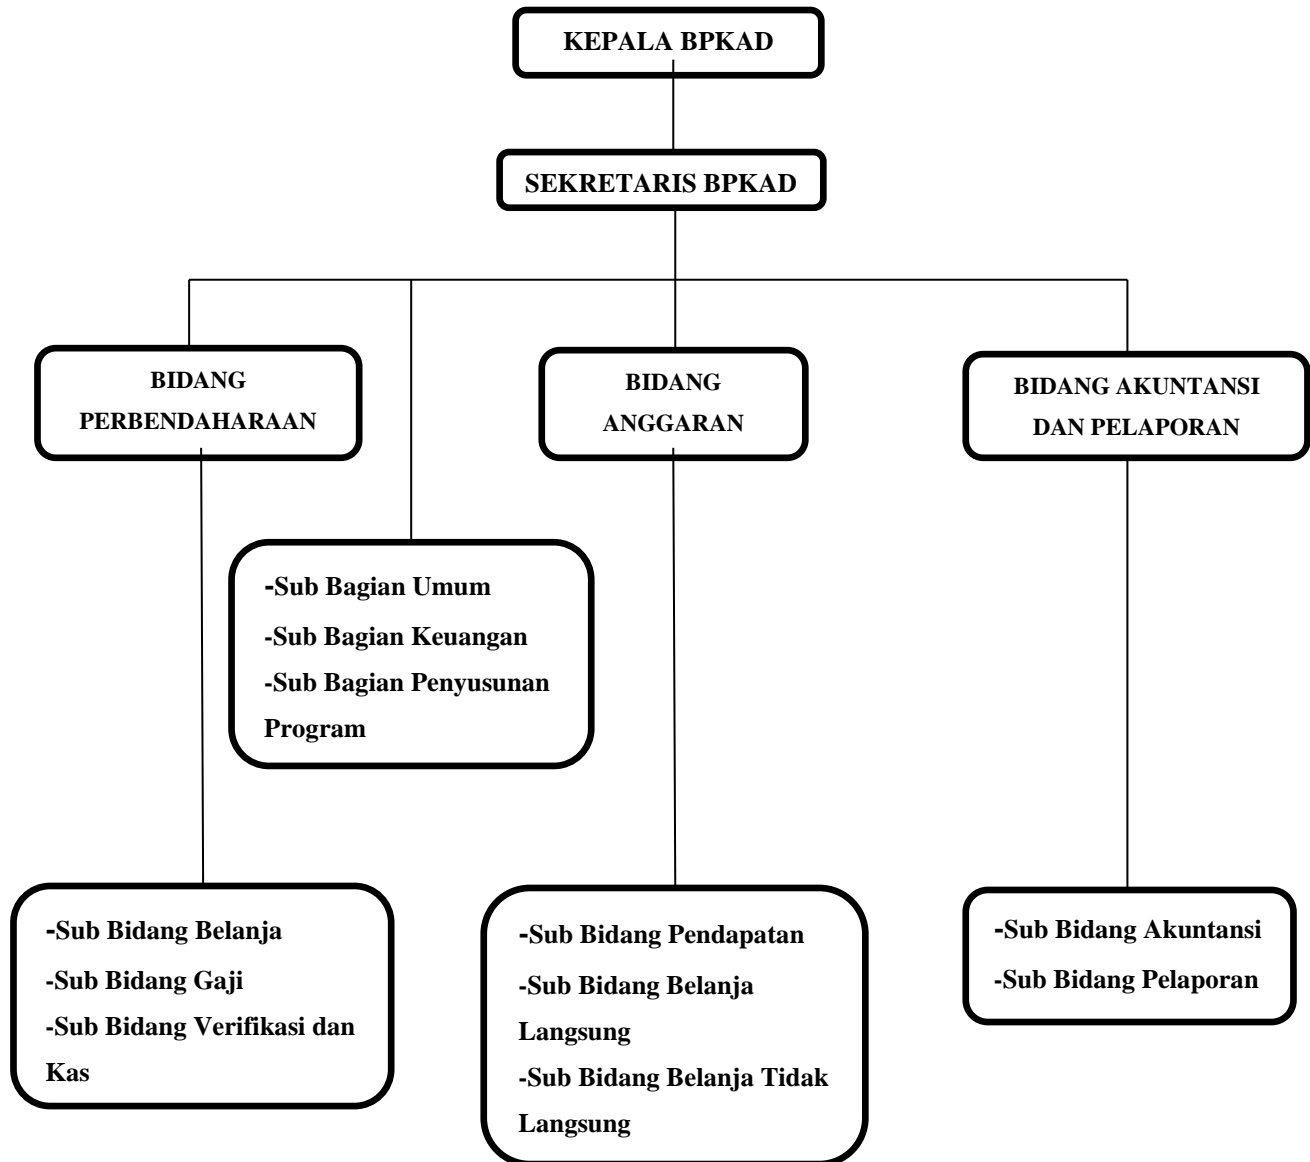 KEPALA BPKAD
SEKRETARIS BPKAD
BIDANG
PERBENDAHARAAN
BIDANG
ANGGARAN
BIDANG AKUNTANSI
DAN PELAPORAN
-Sub Bagian Umum
-Sub Bagian Keuangan
-Sub Bagian Penyusunan
Program
-Sub Bidang Belanja
-Sub Bidang Gaji
-Sub Bidang Verifikasi dan
Kas
-Sub Bidang Pendapatan
-Sub Bidang Belanja
Langsung
-Sub Bidang Belanja Tidak
Langsung
-Sub Bidang Akuntansi
-Sub Bidang Pelaporan